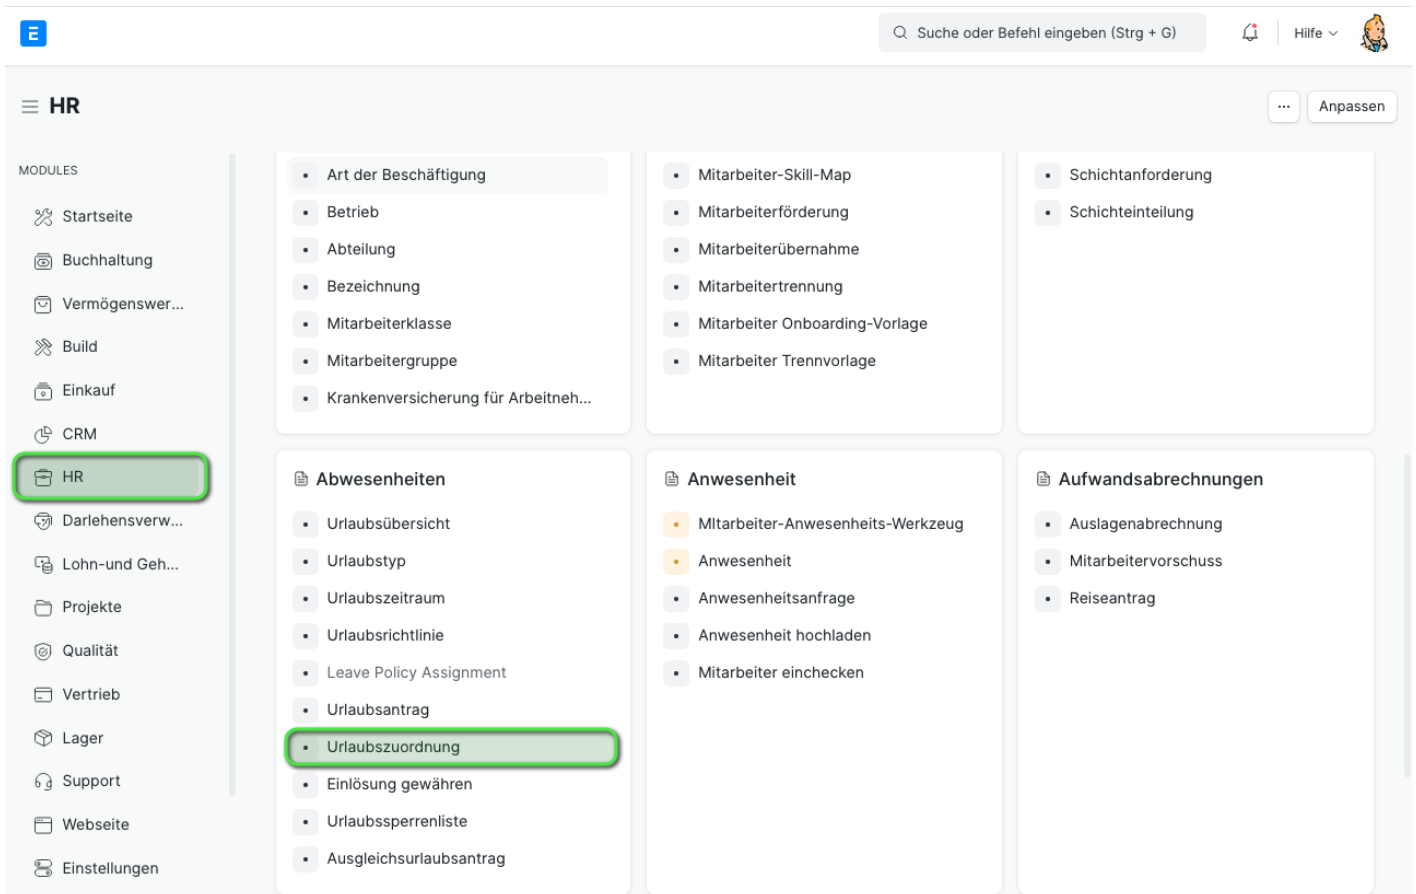 E
Suche oder Befehl eingeben (Strg + G)
Hilfe
HR
...
Anpassen
MODULES
Startseite
Buchhaltung
Vermögenswer...
Build
Einkauf
CRM
HR
Darlehensverw...
Lohn-und Geh...
Projekte
Qualität
Vertrieb
Lager
Support
Webseite
Einstellungen
Art der Beschäftigung
Betrieb
Abteilung
Bezeichnung
Mitarbeiterklasse
Mitarbeitergruppe
Krankenversicherung für Arbeitneh...
Mitarbeiter-Skill-Map
Mitarbeiterförderung
Mitarbeiterübernahme
Mitarbeitertrennung
Mitarbeiter Onboarding-Vorlage
Mitarbeiter Trennvorlage
Schichtanforderung
Schichteinteilung
Abwesenheiten
Urlaubsübersicht
Urlaubstyp
Urlaubszeitraum
Urlaubsrichtlinie
Leave Policy Assignment
Urlaubsantrag
Urlaubszuordnung
Einlösung gewähren
Urlaubssperrenliste
Ausgleichsurlaubsantrag
Anwesenheit
MItarbeiter-Anwesenheits-Werkzeug
Anwesenheit
Anwesenheitsanfrage
Anwesenheit hochladen
Mitarbeiter einchecken
Aufwandsabrechnungen
Auslagenabrechnung
Mitarbeitervorschuss
Reiseantrag